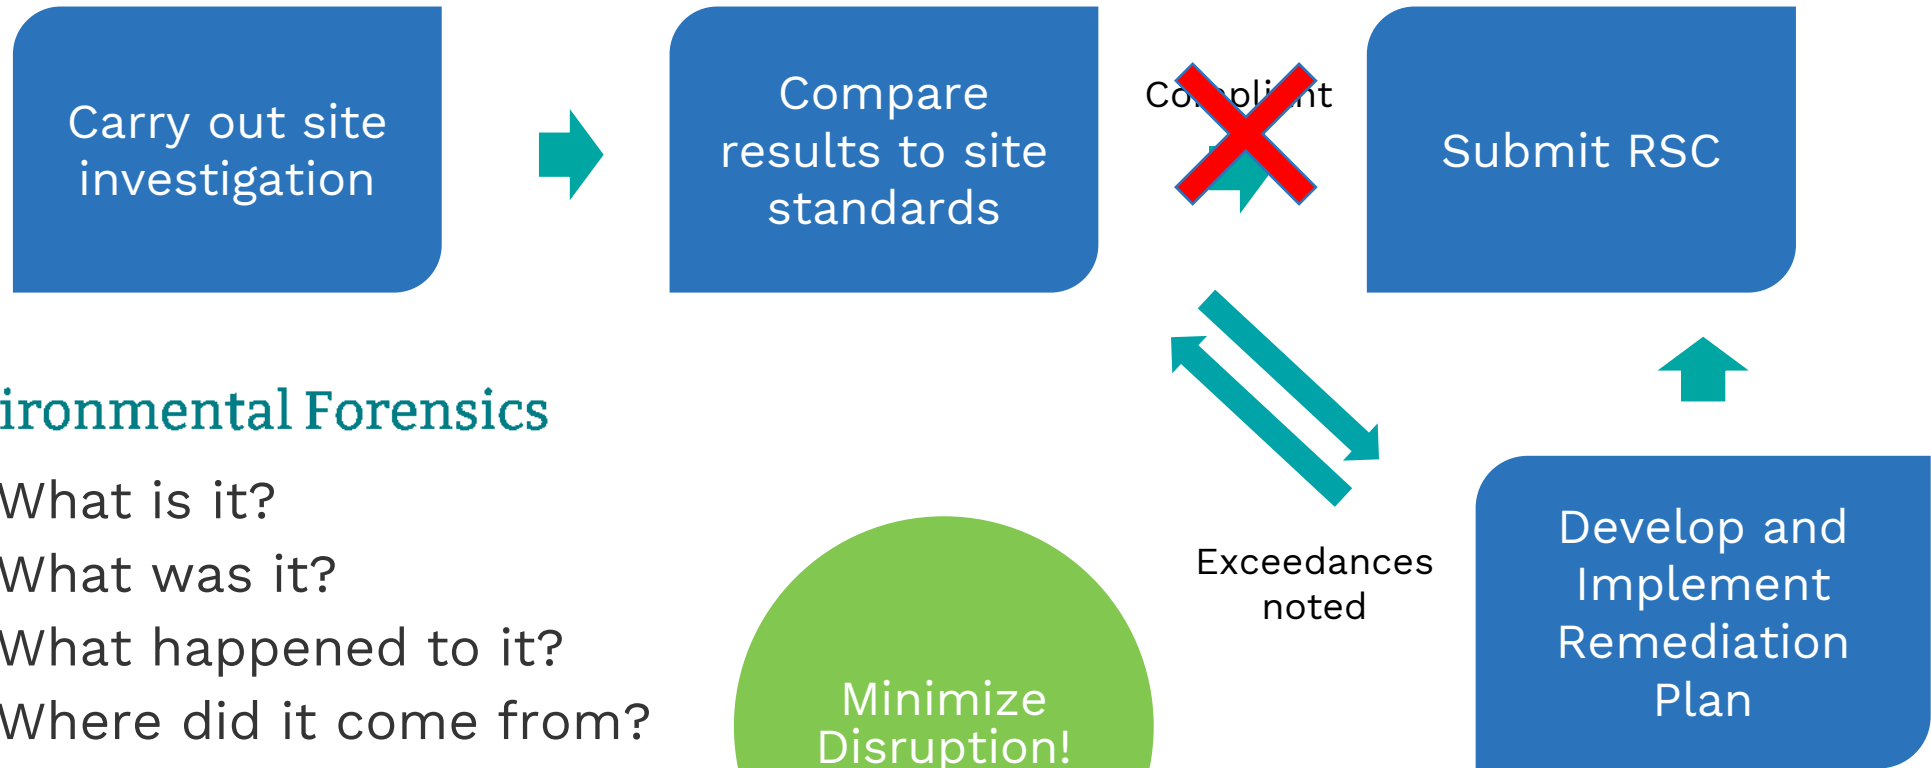 Carry out site
investigation
Compare
results to site
standards
Submit RSC
ironmental Forensics
What is it?
What was it?
What happened to it?
Where did it come from?
Minimize
Disruption!
Exceedances
noted
Develop and
Implement
Remediation
Plan